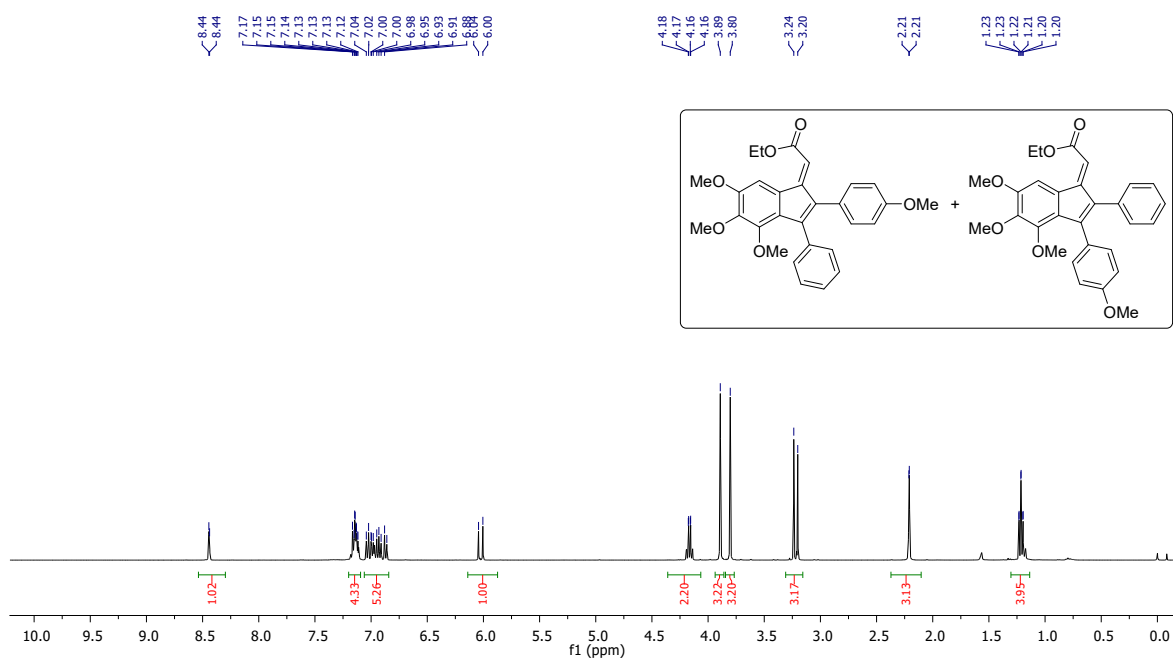 8.44 8.44 7.17 7.15 7.15 7.14 7.13 7.13 7.13 7.12 7.04 7.02 7.00 7.00 6.98 6.95 6.93 6.91 6.88 6.04 6.00 4.18 4.17 4.16 4.16 3.89 3.80 3.24 3.20 2.21 2.21 1.23 1.23 1.22 1.21 1.20 1.20
O O
EtO EtO
MeO OMe + MeO
MeO OMe MeO OMe
OMe
1.02 4.33 5.26 1.00 2.20 3.22 3.20 3.17 3.13 3.95
10.0 9.5 9.0 8.5 8.0 7.5 7.0 6.5 6.0 5.5 5.0 4.5 4.0 3.5 3.0 2.5 2.0 1.5 1.0 0.5 0.0
f1 (ppm)